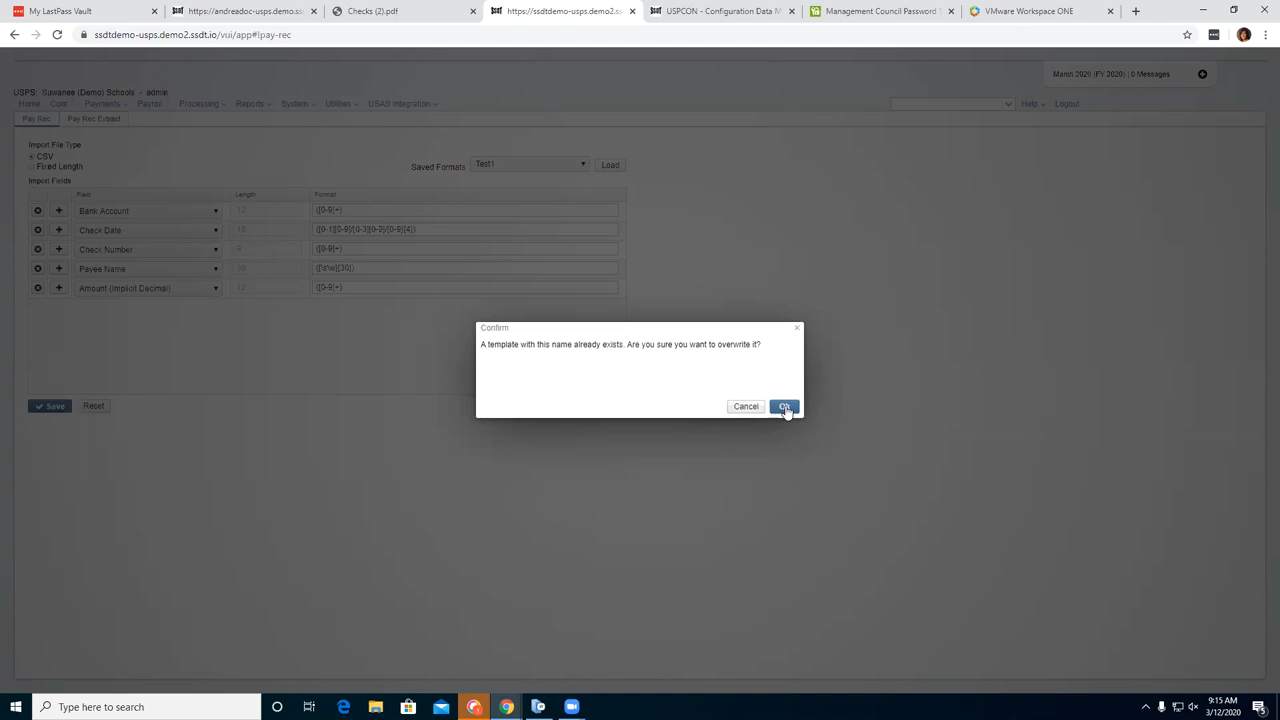 My LastPass Vault
https://andreadoc-usps.demo.ssd
Checks (2).pdf
https://ssdtdemo-usps.demo2.ssd
USPCON - Configuration Data M
Management Council Password
VMware Workspace ONE
ssdtdemo-usps.demo2.ssdt.io/vui/app#!pay-rec
March 2020 (FY 2020) | 0 Messages
USPS: Suwanee (Demo) Schools - admin
Home Core Payments Payroll Processing Reports System Utilities USAS Integration Help Logout
Pay Rec Pay Rec Extract
Import File Type
CSV
Fixed Length
Saved Formats Test1 Load
Import Fields
Field Length Format
Bank Account 12 ([0-9]+)
Check Date
Check Number 9 ([0-9]+)
Payee Name
Amount (Implicit Decimal) 12 ([0-9]+)
Confirm
A template with this name already exists. Are you sure you want to overwrite it?
Cancel Ok
Save Reset
Type here to search
9:15 AM
3/12/2020